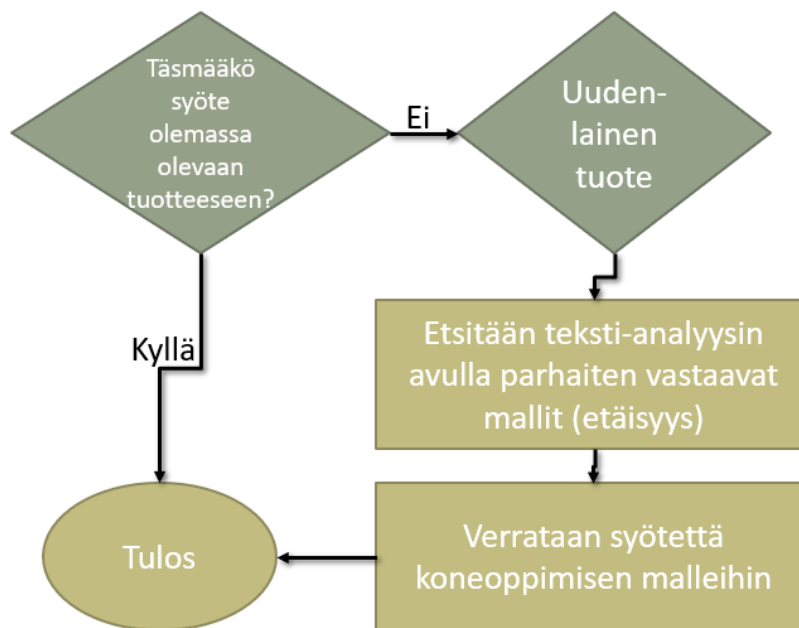 Täsmääkö
syöte
olemassa
olevaan
tuotteeseen?
Ei
Uuden-
lainen
tuote
Kyllä
Etsitään teksti-analyysin
avulla parhaiten vastaavat
mallit (etäisyys)
Verrataan syötettä
koneoppimisen malleihin
Tulos